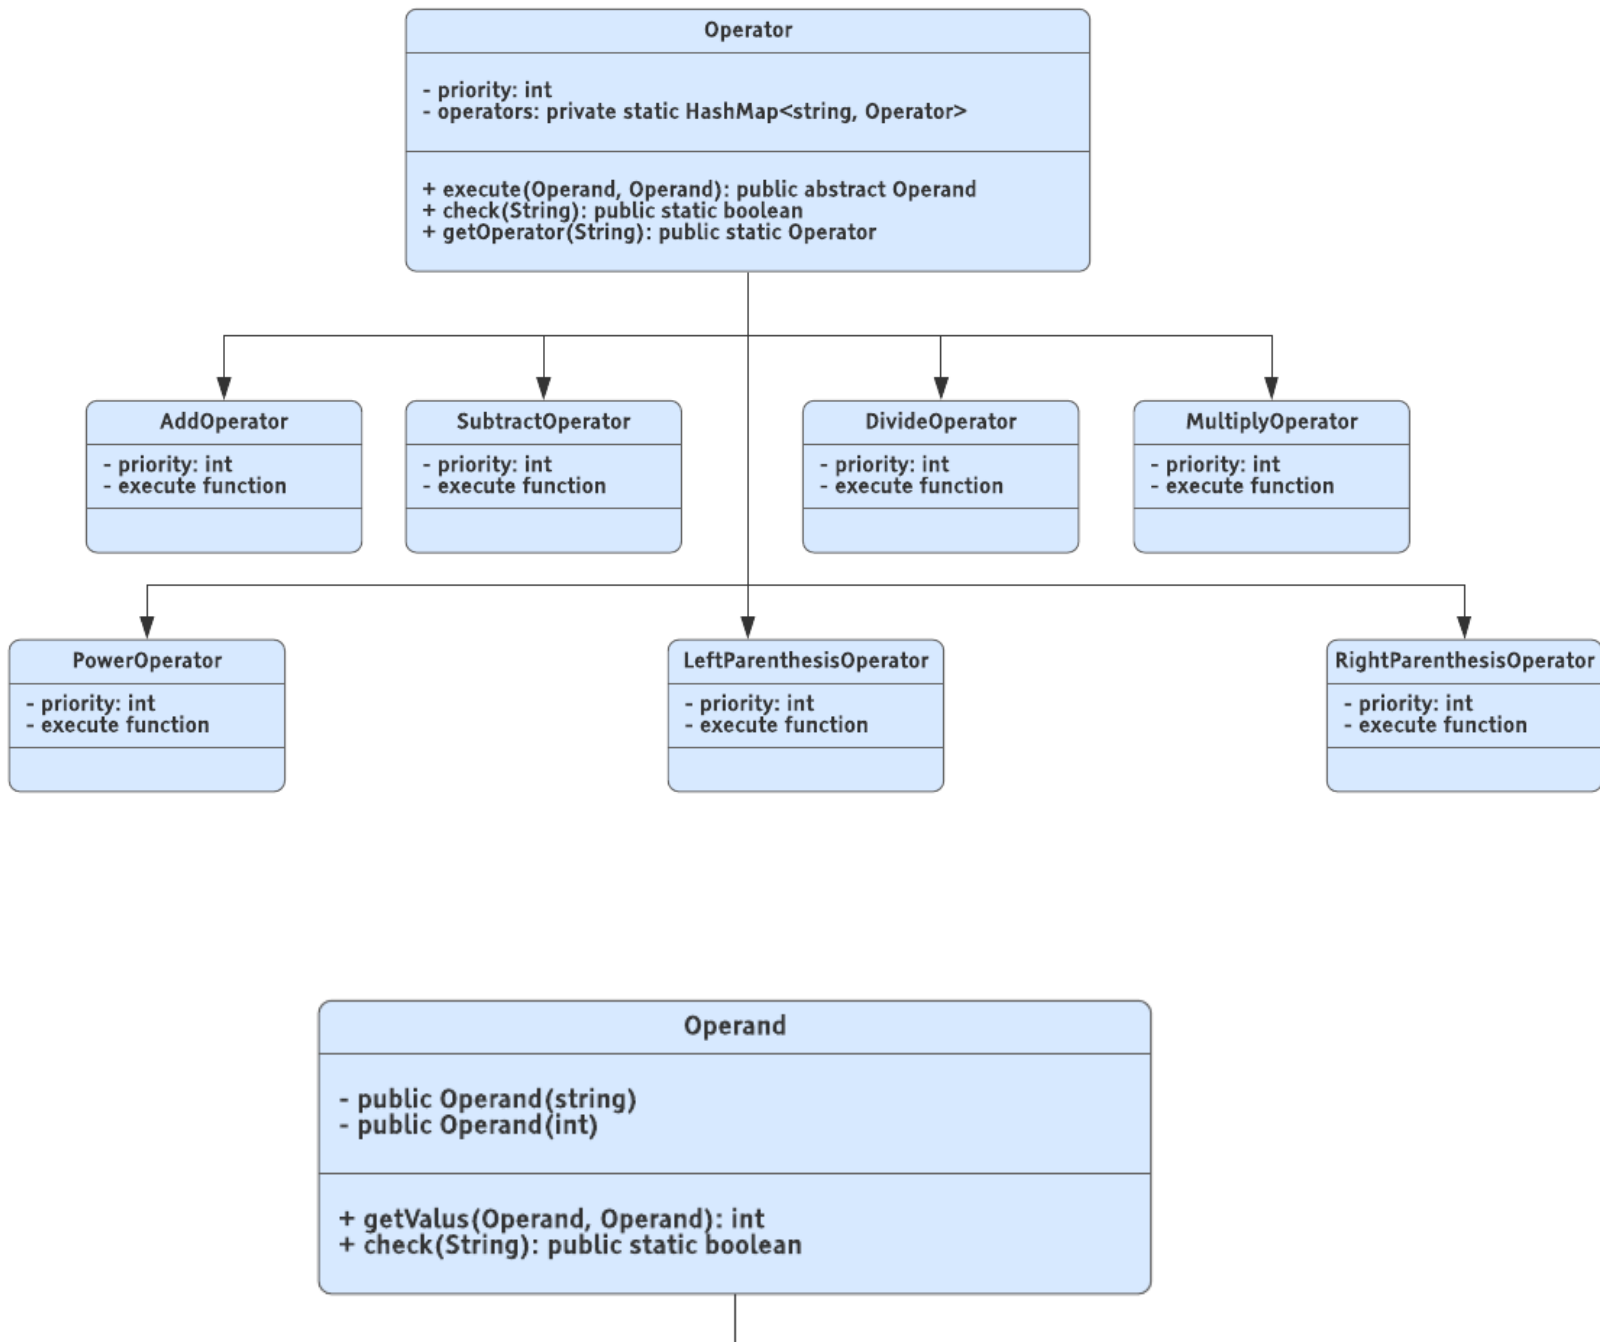 Operator
- priority: int
- operators: private static HashMap<string, Operator>
+ execute(Operand, Operand): public abstract Operand
+ check(String): public static boolean
+ getOperator(String): public static Operator
AddOperator
- priority: int
- execute function
SubtractOperator
- priority: int
- execute function
DivideOperator
- priority: int
- execute function
MultiplyOperator
- priority: int
- execute function
PowerOperator
- priority: int
- execute function
LeftParenthesisOperator
- priority: int
- execute function
RightParenthesisOperator
- priority: int
- execute function
Operand
- public Operand(string)
- public Operand(int)
+ getValus(Operand, Operand): int
+ check(String): public static boolean